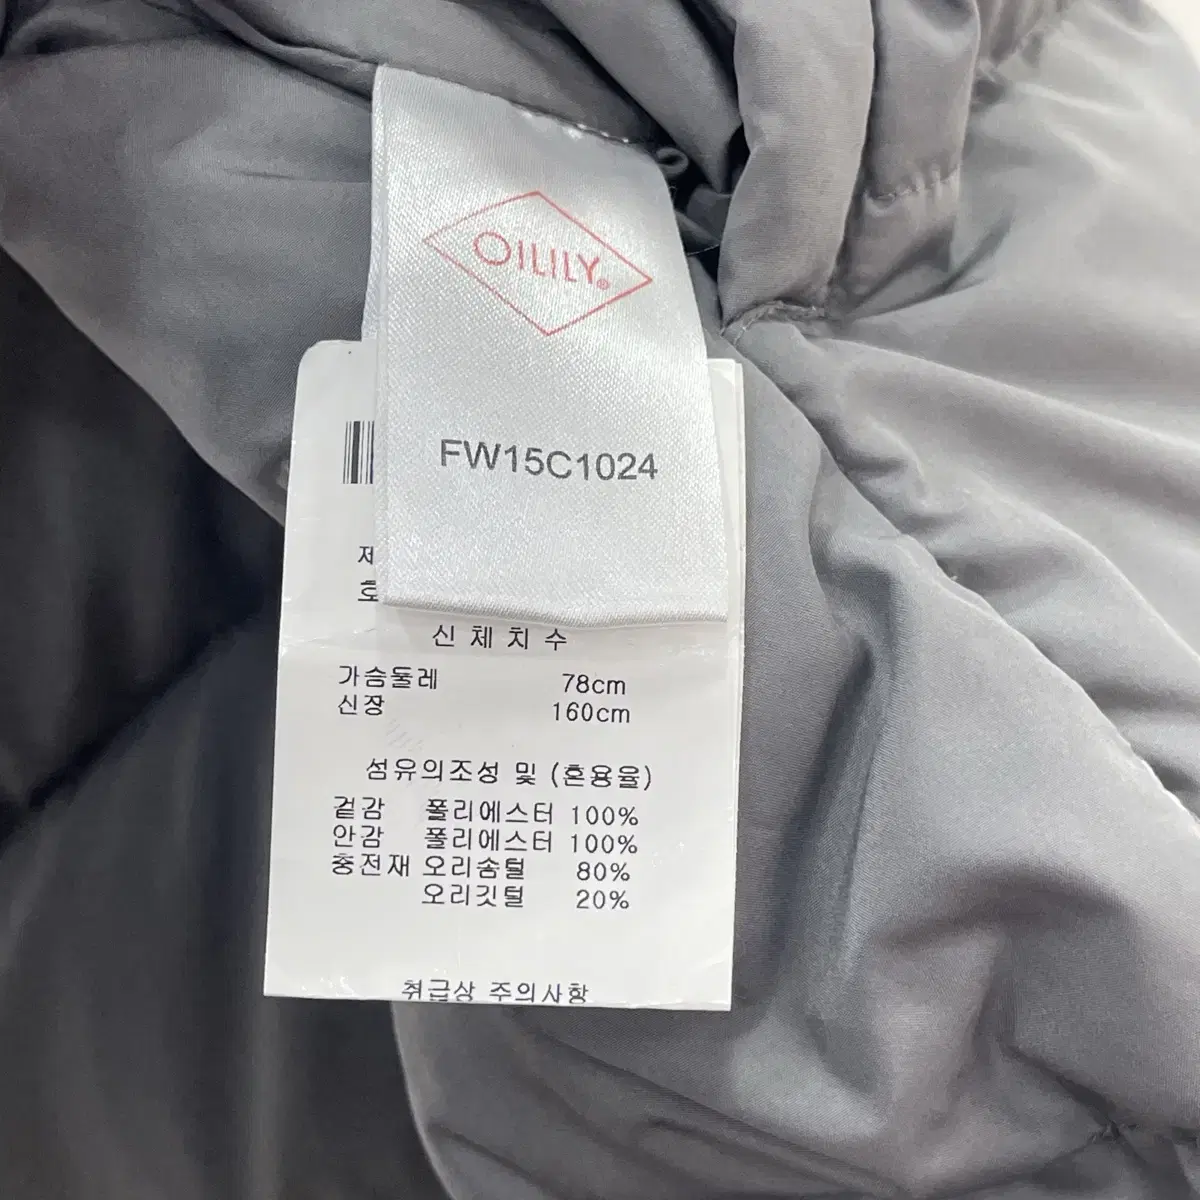 OILILY®
FW15C1024
신체치수
가슴둘레 78cm
신장 160cm
섬유의조성 및 (혼용율)
겉감 폴리에스터 100%
안감 폴리에스터 100%
충전재 오리솜털 80%
오리깃털 20%
취급상 주의사항